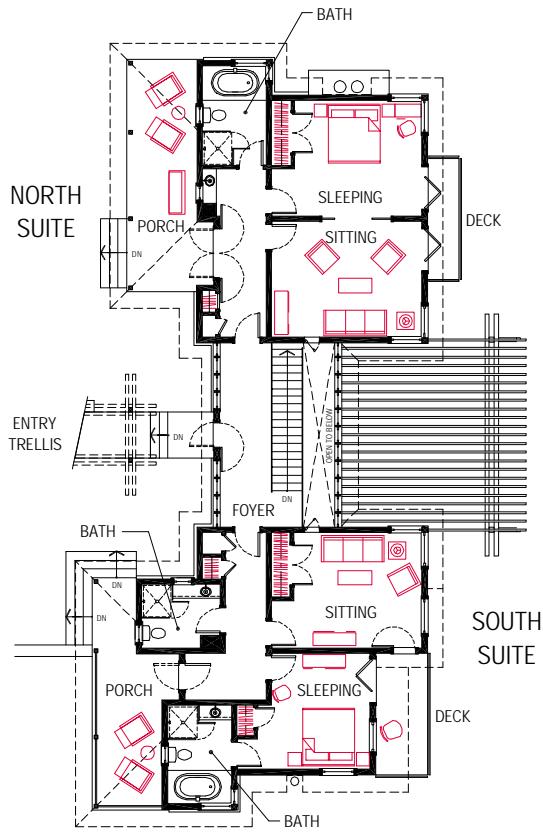 BATH
NORTH
SUITE
SLEEPING
PORCH
SITTING
DECK
DN
ENTRY
TRELLIS
DN
OPEN TO BELOW
DN
FOYER
BATH
DN
DN
SITTING
SOUTH
SUITE
PORCH
SLEEPING
DECK
BATH